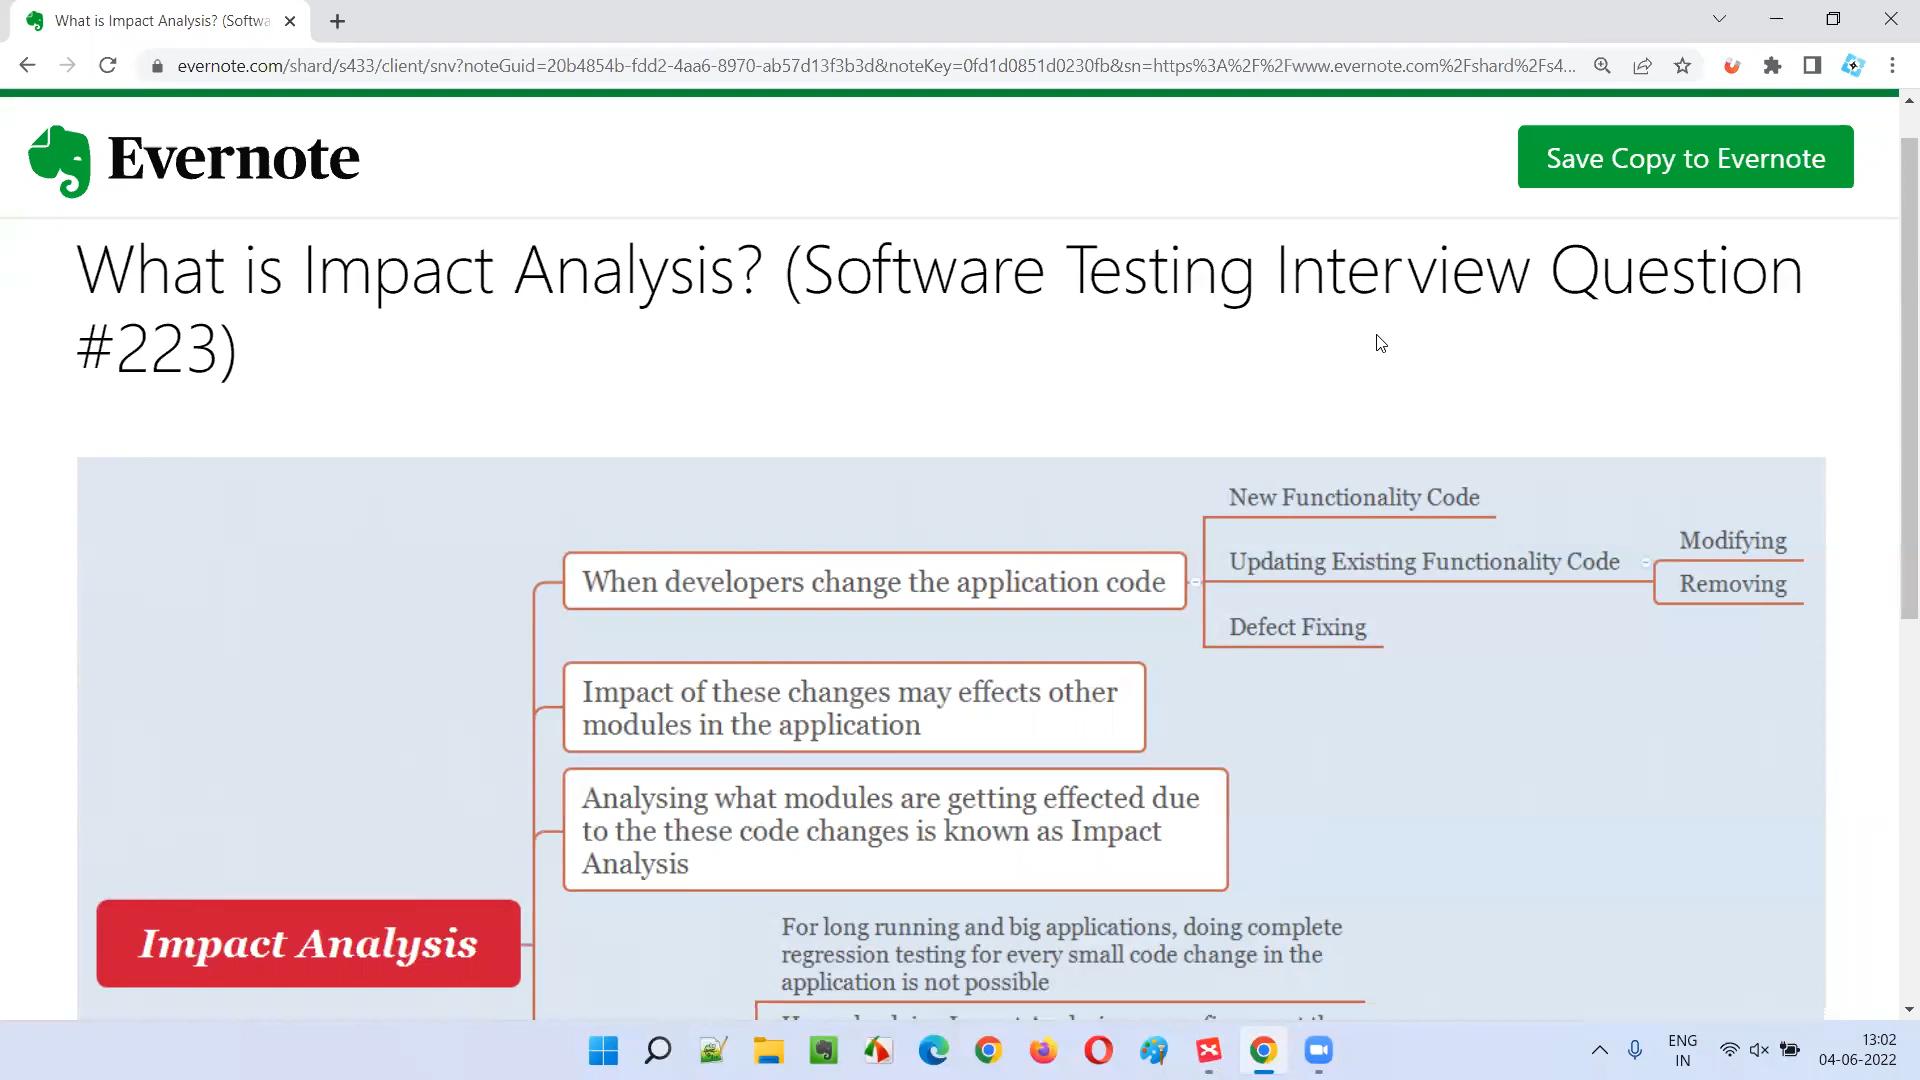 What is Impact Analysis? (Softwa
evernote.com/shard/s433/client/snv?noteGuid=20b4854b-fdd2-4aa6-8970-ab57d13f3b3d&noteKey=0fd1d0851d0230fb&sn=https%3A%2F%2Fwww.evernote.com%2Fshard%2Fs4...
Evernote
Save Copy to Evernote
What is Impact Analysis? (Software Testing Interview Question
#223)
New Functionality Code
Modifying
Updating Existing Functionality Code
When developers change the application code
Removing
Defect Fixing
Impact of these changes may effects other
modules in the application
Analysing what modules are getting effected due
to the these code changes is known as Impact
Analysis
Impact Analysis
For long running and big applications, doing complete
regression testing for every small code change in the
application is not possible
ENG
IN
13:02
04-06-2022